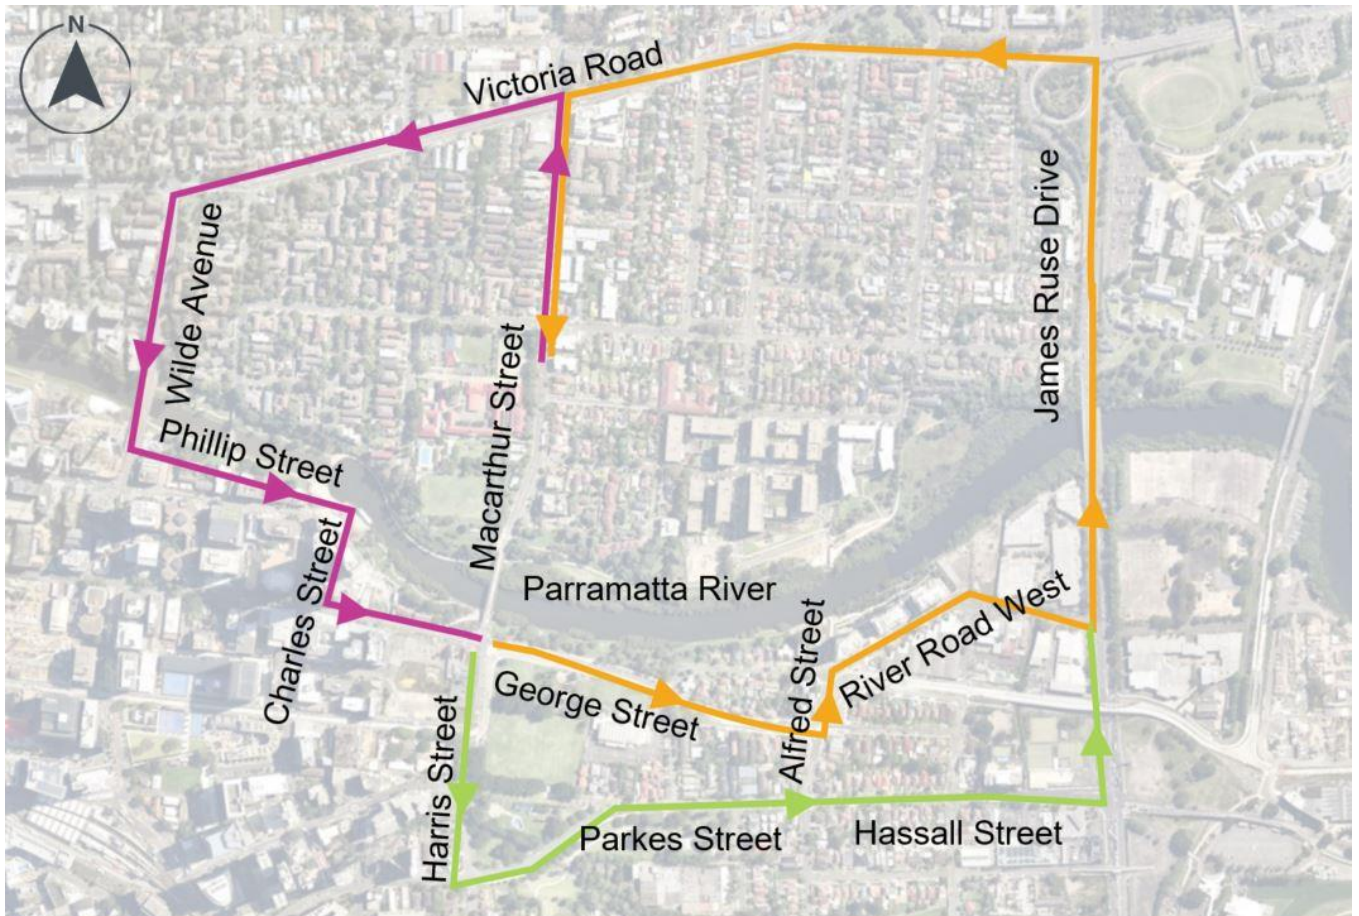 N
Victoria Road
James Ruse Drive
Wilde Avenue
Macarthur Street
Phillip Street
Charles Street
Parramatta River
River Road West
Alfred Street
George Street
Harris Street
Parkes Street
Hassall Street